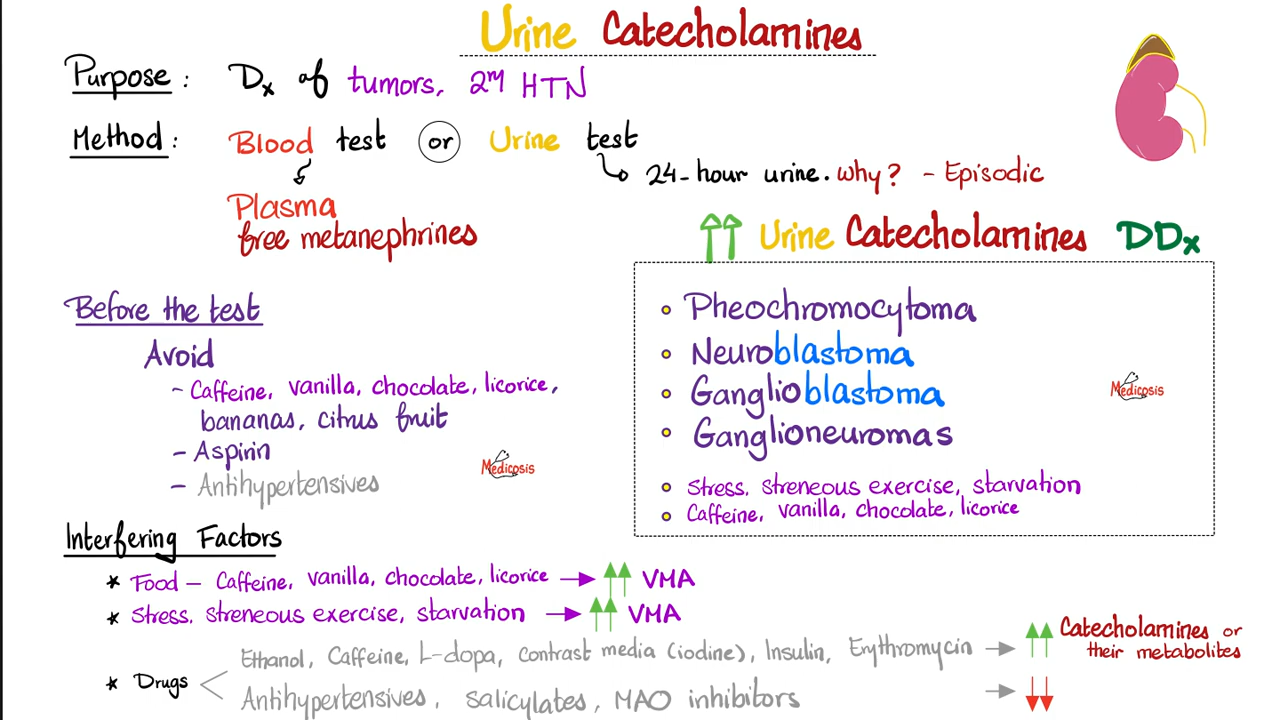 Urine Catecholamines
Purpose: Dx of tumors, 2ry HTN
Method: Blood test or Urine test
24-hour urine. Why? - Episodic
Plasma
free metanephrines
Urine Catecholamines DDx
Pheochromocytoma
Neuroblastoma
Ganglioblastoma
Ganglioneuromas
Stress, streneous exercise, starvation
Caffeine, vanilla, chocolate, licorice
Medicosis
Before the test
Avoid
- Caffeine, vanilla, chocolate, licorice,
bananas, citrus fruit
- Aspirin
- Antihypertensives
Medicosis
Interfering Factors
* Food - Caffeine, vanilla, chocolate, licorice → ↑↑ VMA
* Stress, streneous exercise, starvation → ↑↑ VMA
* Drugs
Ethanol, Caffeine, L-dopa, contrast media (iodine), Insulin, Erythromycin → ↑↑ Catecholamines or
their metabolites
Antihypertensives, salicylates, MAO inhibitors → ↓↓